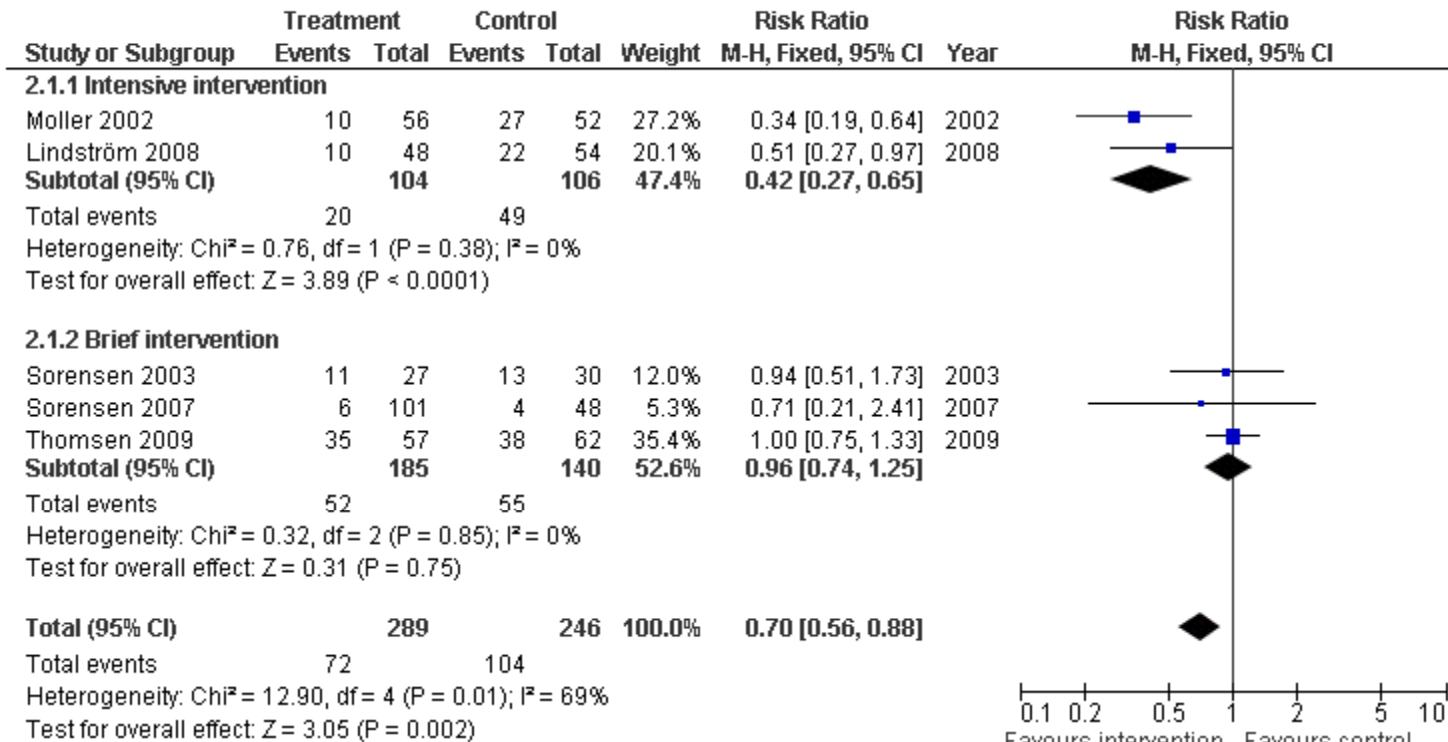 Treatment Control Risk Ratio Risk Ratio
Study or Subgroup Events Total Events Total Weight M-H, Fixed, 95% CI Year M-H, Fixed, 95% CI
2.1.1 Intensive intervention
Moller 2002 10 56 27 52 27.2% 0.34 [0.19, 0.64] 2002
Lindström 2008 10 48 22 54 20.1% 0.51 [0.27, 0.97] 2008
Subtotal (95% CI) 104 106 47.4% 0.42 [0.27, 0.65]
Total events 20 49
Heterogeneity: Chi² = 0.76, df = 1 (P = 0.38); I² = 0%
Test for overall effect: Z = 3.89 (P < 0.0001)
2.1.2 Brief intervention
Sorensen 2003 11 27 13 30 12.0% 0.94 [0.51, 1.73] 2003
Sorensen 2007 6 101 4 48 5.3% 0.71 [0.21, 2.41] 2007
Thomsen 2009 35 57 38 62 35.4% 1.00 [0.75, 1.33] 2009
Subtotal (95% CI) 185 140 52.6% 0.96 [0.74, 1.25]
Total events 52 55
Heterogeneity: Chi² = 0.32, df = 2 (P = 0.85); I² = 0%
Test for overall effect: Z = 0.31 (P = 0.75)
Total (95% CI) 289 246 100.0% 0.70 [0.56, 0.88]
Total events 72 104
Heterogeneity: Chi² = 12.90, df = 4 (P = 0.01); I² = 69%
0.1 0.2 0.5 1 2 5 10
Test for overall effect: Z = 3.05 (P = 0.002)
Favours intervention Favours control